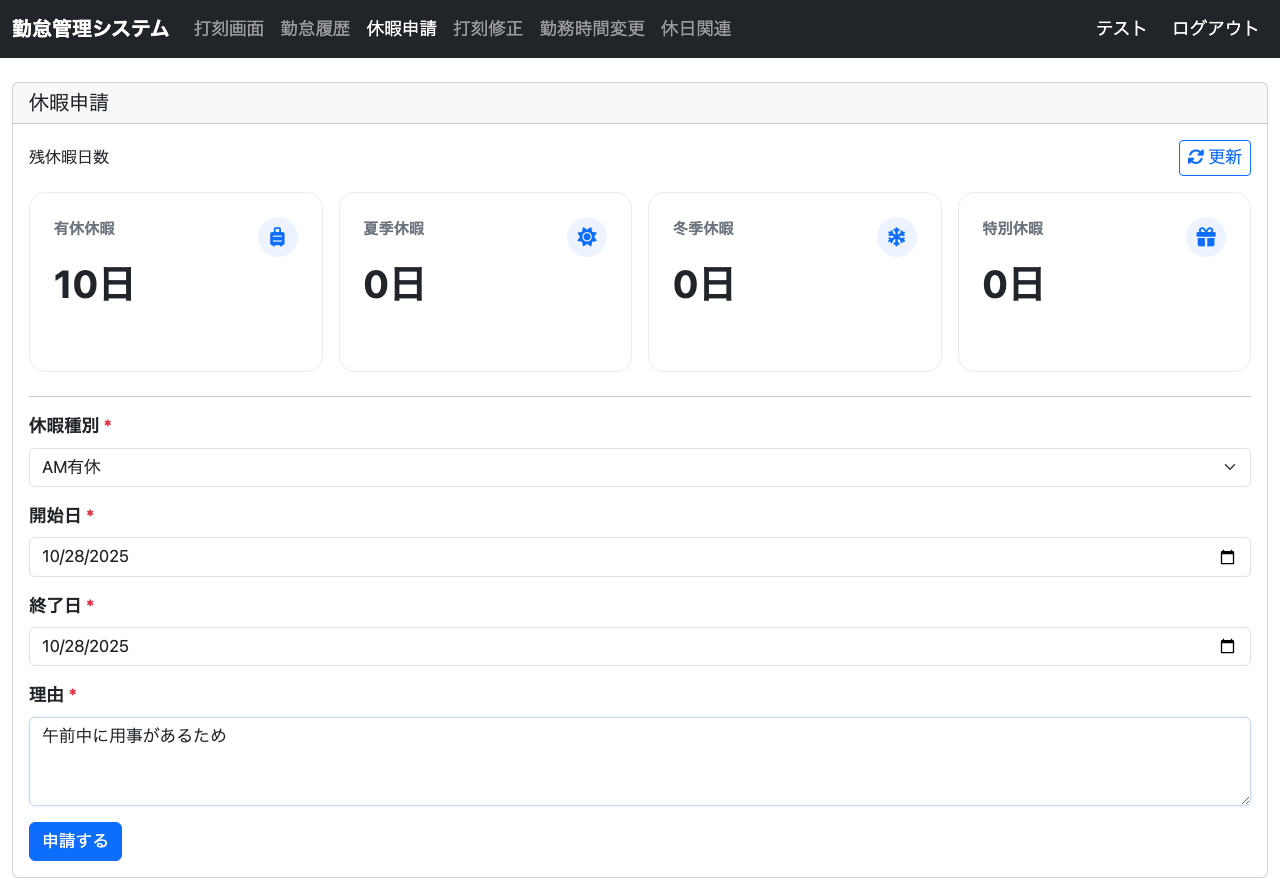 勤怠管理システム 打刻画面 勤怠履歴 休暇申請 打刻修正 勤務時間変更 休日関連 テスト ログアウト
休暇申請
残休暇日数 更新
有休休暇 夏季休暇 冬季休暇 特別休暇
10日 0日 0日 0日
休暇種別 *
AM有休
開始日 *
10/28/2025
終了日 *
10/28/2025
理由 *
午前中に用事があるため
申請する